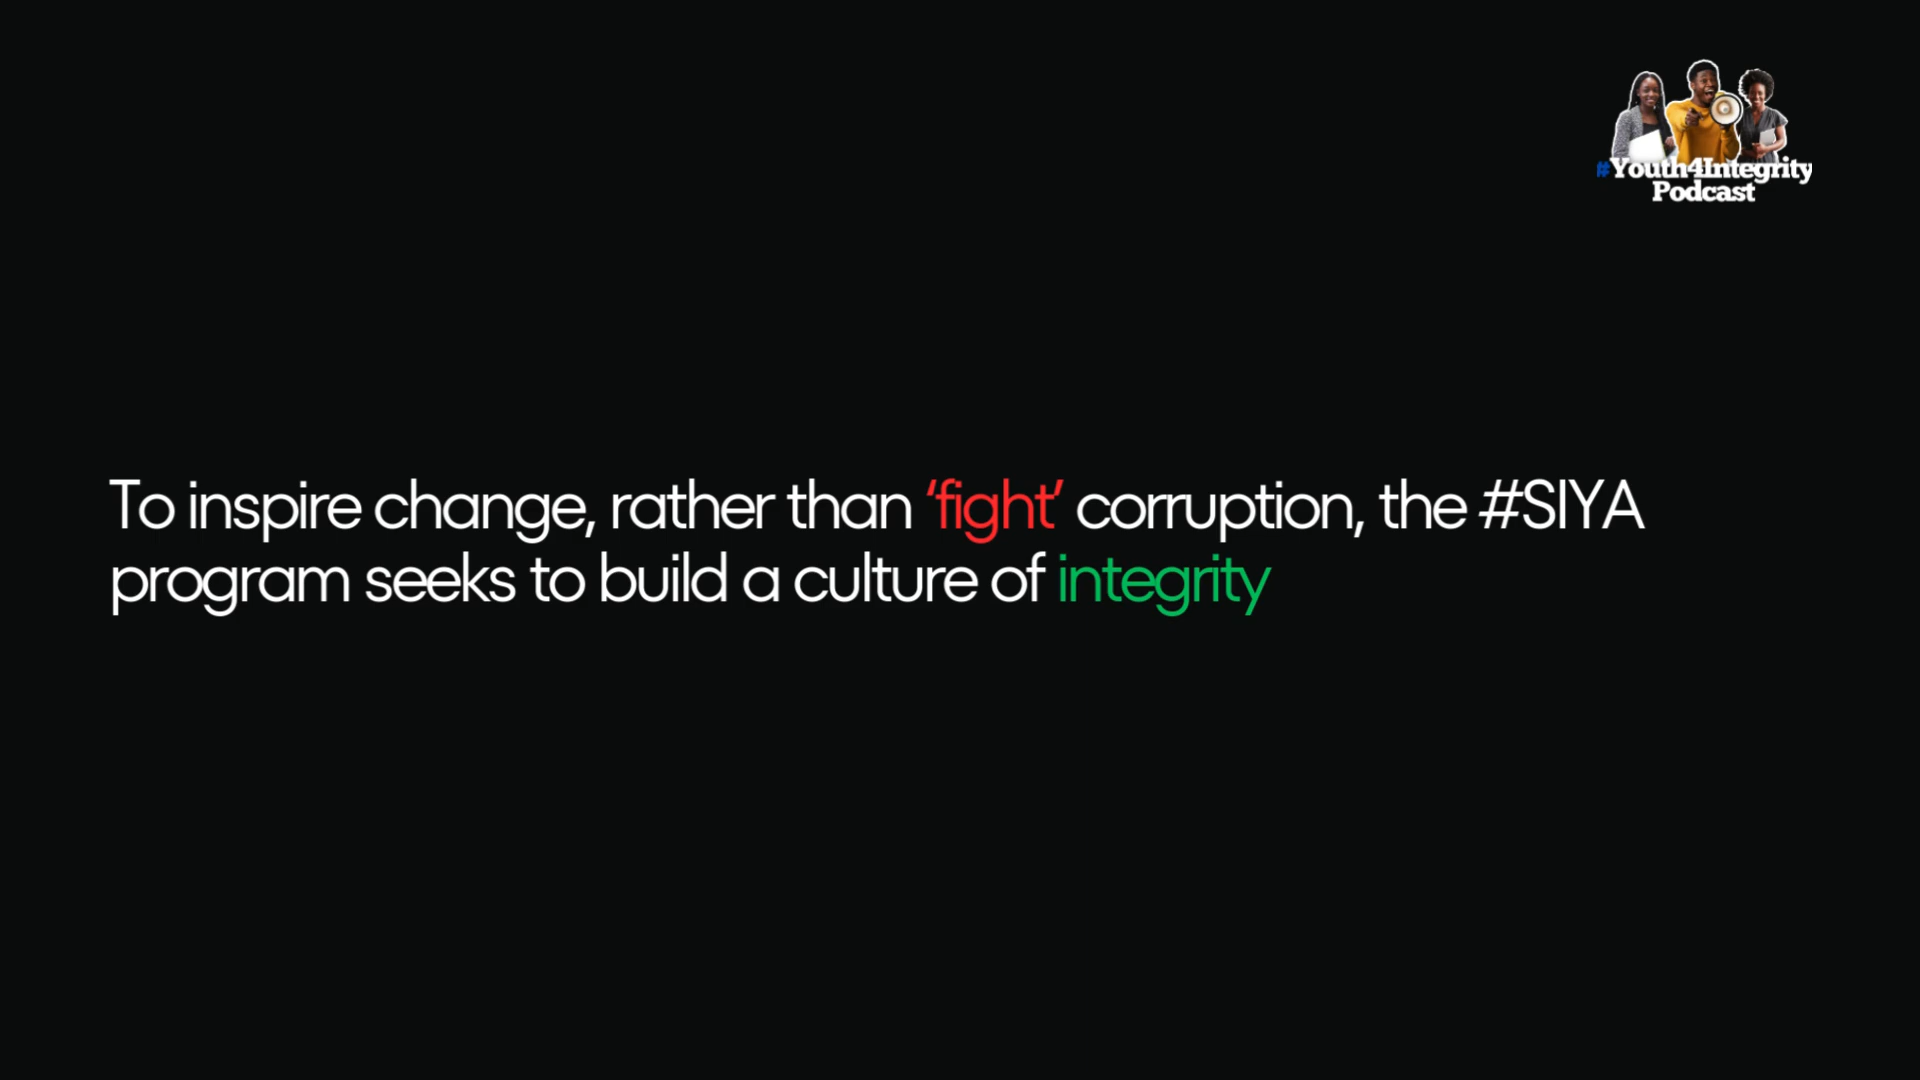 #Youth4Integrity
Podcast
To inspire change, rather than ‘fight’ corruption, the #SIYA
program seeks to build a culture of integrity